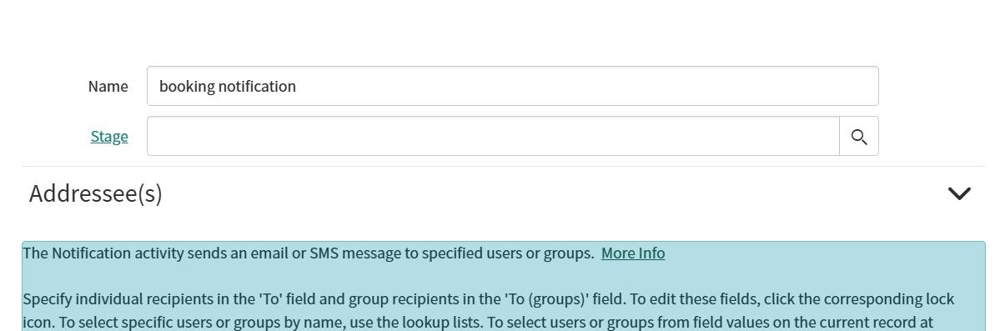 Name
booking notification
Stage
Addressee(s)
The Notification activity sends an email or SMS message to specified users or groups. More Info
Specify individual recipients in the 'To' field and group recipients in the 'To (groups)' field. To edit these fields, click the corresponding lock
icon. To select specific users or groups by name, use the lookup lists. To select users or groups from field values on the current record at